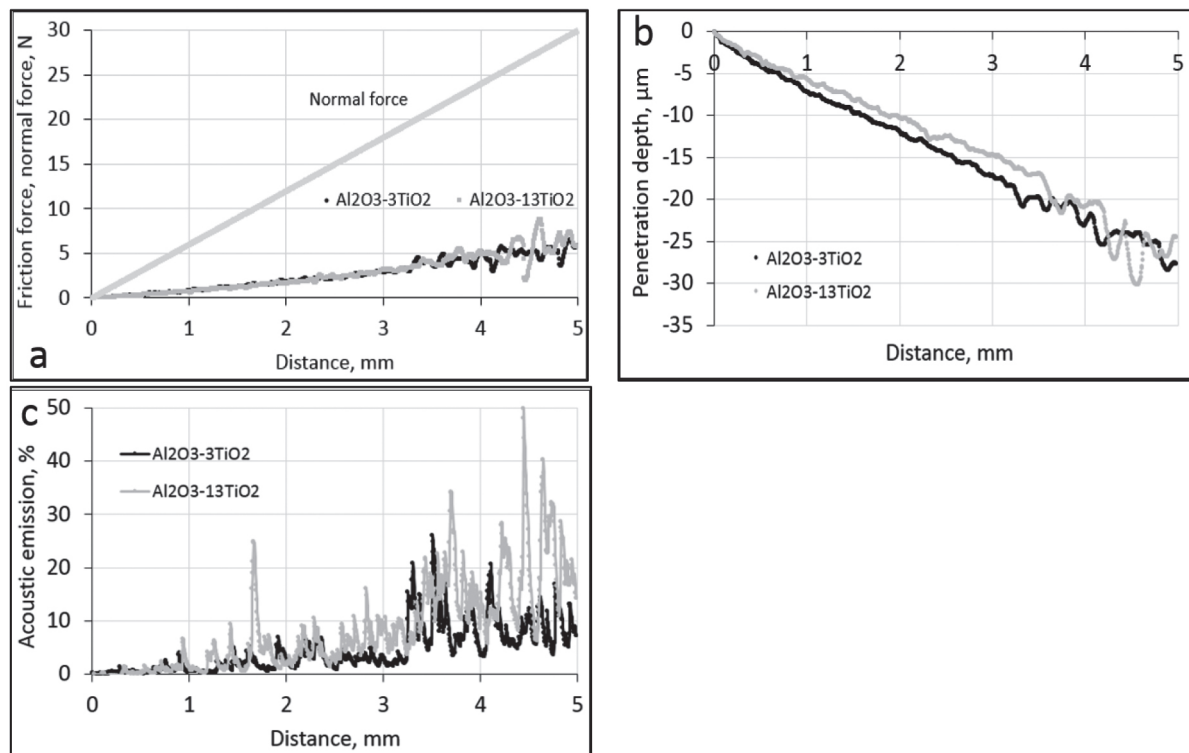 30
25
20
15
10
5
0
Friction force, normal force, N
Normal force
Al2O3-3TiO2 Al2O3-13TiO2
0 1 2 3 4 5
Distance, mm
a
b
0
-5
-10
-15
-20
-25
-30
-35
0 1 2 3 4 5
Penetration depth, µm
Al2O3-3TiO2
Al2O3-13TiO2
Distance, mm
c
50
40
30
20
10
0
Acoustic emission, %
Al2O3-3TiO2
Al2O3-13TiO2
0 1 2 3 4 5
Distance, mm